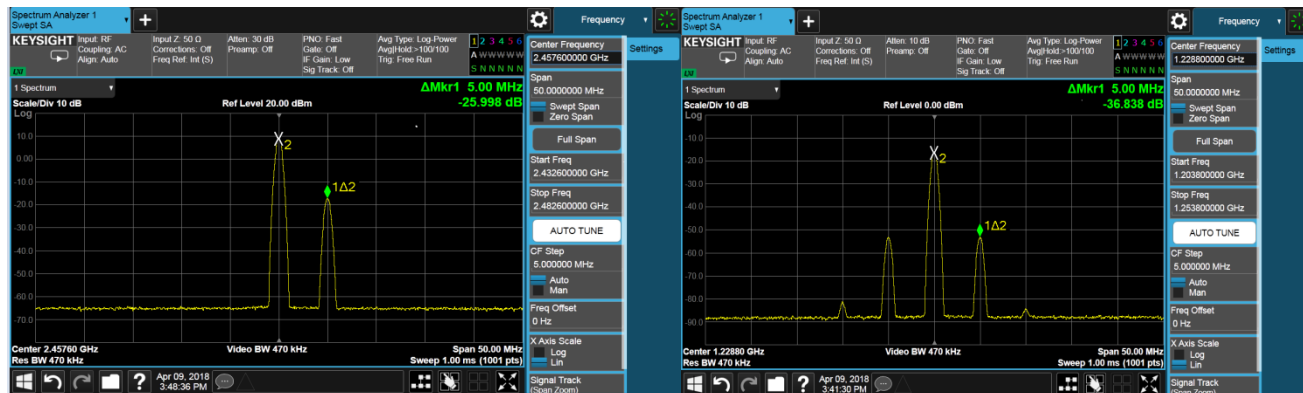 Spectrum Analyzer 1
Swept SA
Frequency
KEYSIGHT
Input: RF
Coupling: AC
Align: Auto
Input Z: 50 Ω
Corrections: Off
Freq Ref: Int (S)
Atten: 30 dB
Preamp: Off
PNO: Fast
Gate: Off
IF Gain: Low
Sig Track: Off
Avg Type: Log-Power
Avg|Hold:>100/100
Trig: Free Run
1 2 3 4 5 6
A W W W W W
S N N N N N
LXI
1 Spectrum
Scale/Div 10 dB
Log
Ref Level 20.00 dBm
ΔMkr1 5.00 MHz
-25.998 dB
10.0
0.00
-10.0
-20.0
-30.0
-40.0
-50.0
-60.0
-70.0
2
1Δ2
Center 2.45760 GHz
Res BW 470 kHz
Video BW 470 kHz
Span 50.00 MHz
Sweep 1.00 ms (1001 pts)
Apr 09, 2018
3:48:36 PM
Center Frequency
2.457600000 GHz
Span
50.0000000 MHz
Swept Span
Zero Span
Full Span
Start Freq
2.432600000 GHz
Stop Freq
2.482600000 GHz
AUTO TUNE
CF Step
5.000000 MHz
Auto
Man
Freq Offset
0 Hz
X Axis Scale
Log
Lin
Signal Track
(Span Zoom)
Settings
Spectrum Analyzer 1
Swept SA
Frequency
KEYSIGHT
Input: RF
Coupling: AC
Align: Auto
Input Z: 50 Ω
Corrections: Off
Freq Ref: Int (S)
Atten: 10 dB
Preamp: Off
PNO: Fast
Gate: Off
IF Gain: Low
Sig Track: Off
Avg Type: Log-Power
Avg|Hold:>100/100
Trig: Free Run
1 2 3 4 5 6
A W W W W W
S N N N N N
LXI
1 Spectrum
Scale/Div 10 dB
Log
Ref Level 0.00 dBm
ΔMkr1 5.00 MHz
-36.838 dB
-10.0
-20.0
-30.0
-40.0
-50.0
-60.0
-80.0
-90.0
2
1Δ2
Center 1.22880 GHz
Res BW 470 kHz
Video BW 470 kHz
Span 50.00 MHz
Sweep 1.00 ms (1001 pts)
Apr 09, 2018
3:41:30 PM
Center Frequency
1.228800000 GHz
Span
50.0000000 MHz
Swept Span
Zero Span
Full Span
Start Freq
1.203800000 GHz
Stop Freq
1.253800000 GHz
AUTO TUNE
CF Step
5.000000 MHz
Auto
Man
Freq Offset
0 Hz
X Axis Scale
Log
Lin
Signal Track
(Span Zoom)
Settings